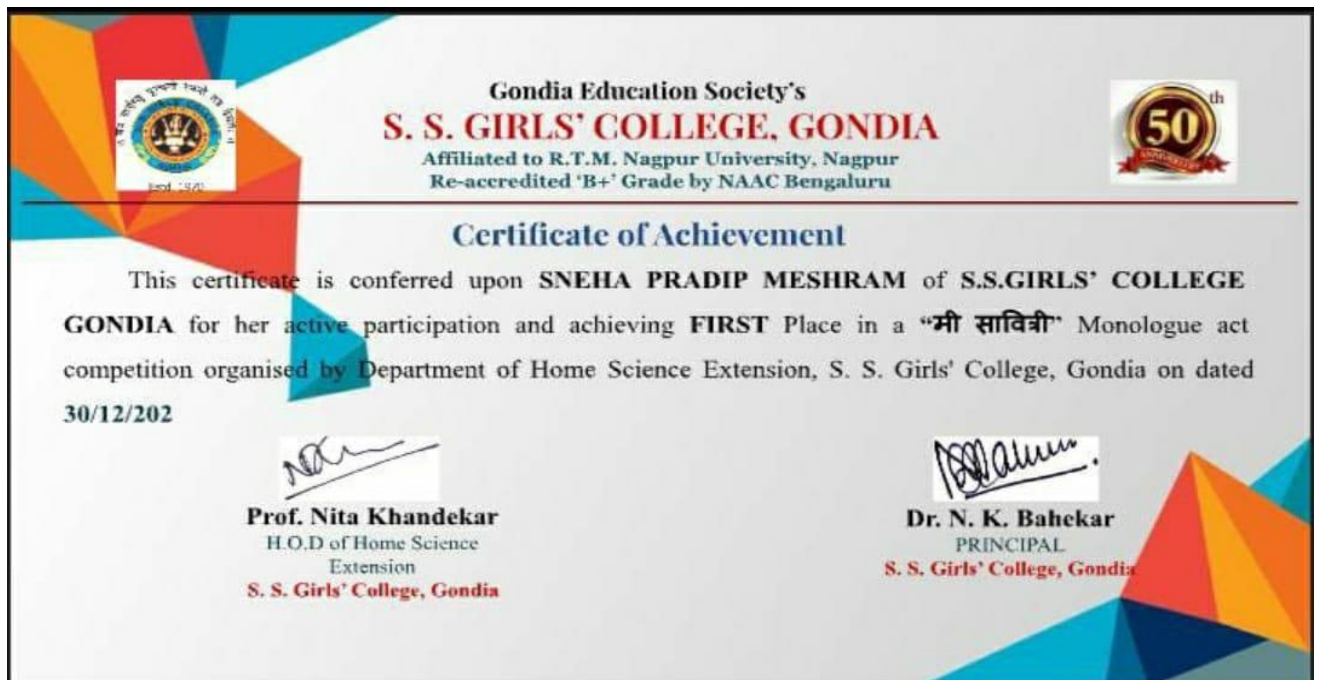 Gondia Education Society's
S. S. GIRLS' COLLEGE, GONDIA
Affiliated to R.T.M. Nagpur University, Nagpur
Re-accredited 'B+' Grade by NAAC Bengaluru
50th
Estd. 1970
Certificate of Achievement
This certificate is conferred upon SNEHA PRADIP MESHRAM of S.S.GIRLS' COLLEGE
GONDIA for her active participation and achieving FIRST Place in a “मी सावित्री” Monologue act
competition organised by Department of Home Science Extension, S. S. Girls' College, Gondia on dated
30/12/202
Prof. Nita Khandekar
H.O.D of Home Science
Extension
S. S. Girls' College, Gondia
Dr. N. K. Bahekar
PRINCIPAL
S. S. Girls' College, Gondia